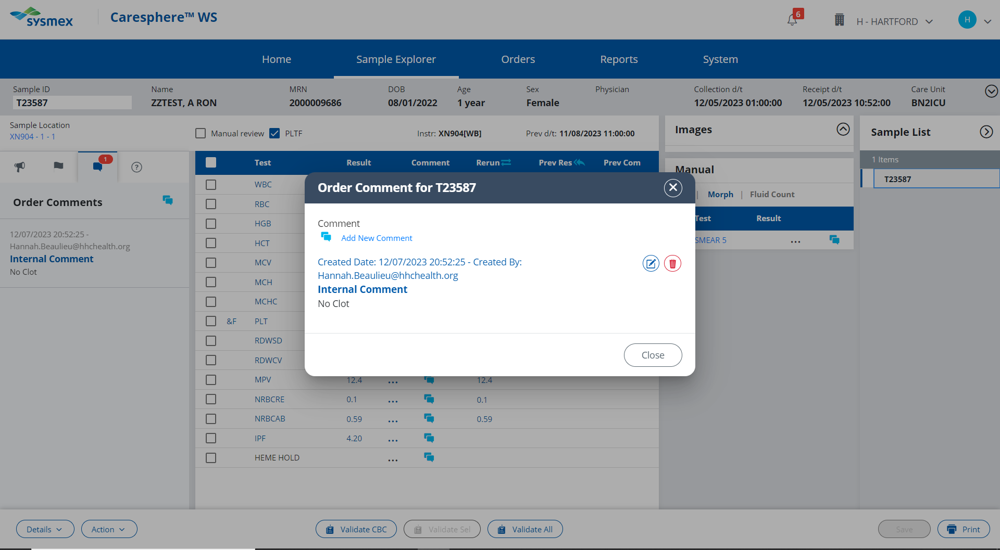 sysmex
Caresphere™ WS
6
H - HARTFORD
H
Home
Sample Explorer
Orders
Reports
System
Sample ID
Name
MRN
DOB
Age
Sex
Physician
Collection d/t
Receipt d/t
Care Unit
T23587
ZZTEST, A RON
2000009686
08/01/2022
1 year
Female
12/05/2023 01:00:00
12/05/2023 10:52:00
BN2ICU
Sample Location
XN904 - 1 - 1
Manual review
PLTF
Instr: XN904[WB]
Prev d/t: 11/08/2023 11:00:00
1
?
Order Comments
12/07/2023 20:52:25 -
Hannah.Beaulieu@hhchealth.org
Internal Comment
No Clot
Test
Result
Comment
Rerun
Prev Res
Prev Com
WBC
RBC
HGB
HCT
MCV
MCH
MCHC
&F PLT
RDWSD
RDWCV
MPV 12.4 ... 12.4
NRBCRE 0.1 ... 0.1
NRBCAB 0.59 ... 0.59
IPF 4.20 ...
HEME HOLD ...
Order Comment for T23587
Comment
Add New Comment
Created Date: 12/07/2023 20:52:25 - Created By:
Hannah.Beaulieu@hhchealth.org
Internal Comment
No Clot
Close
Images
Manual
| Morph | Fluid Count
Test
Result
SMEAR 5 ...
Sample List
1 Items
T23587
Details
Action
Validate CBC
Validate Sel
Validate All
Save
Print